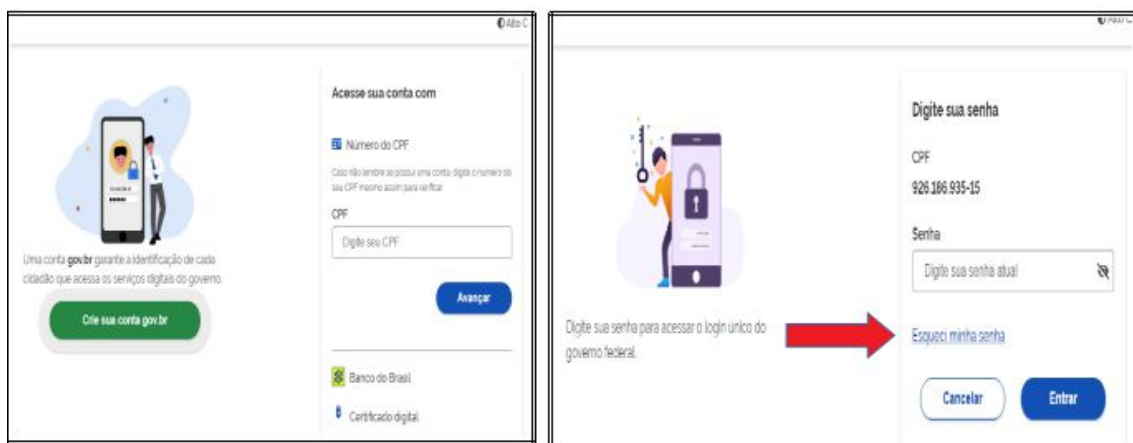 Alto C
Acesse sua conta com
Número do CPF
Caso não lembre se possui uma conta, digite o número do
seu CPF mesmo assim para verificar.
CPF
Digite seu CPF
Avançar
Uma conta gov.br garante a identificação de cada
cidadão que acessa os serviços digitais do governo.
Crie sua conta gov.br
Banco do Brasil
Certificado digital
Alto C
Digite sua senha
CPF
926.186.935-15
Senha
Digite sua senha atual
Digite sua senha para acessar o login único do
governo federal.
Esqueci minha senha
Cancelar
Entrar